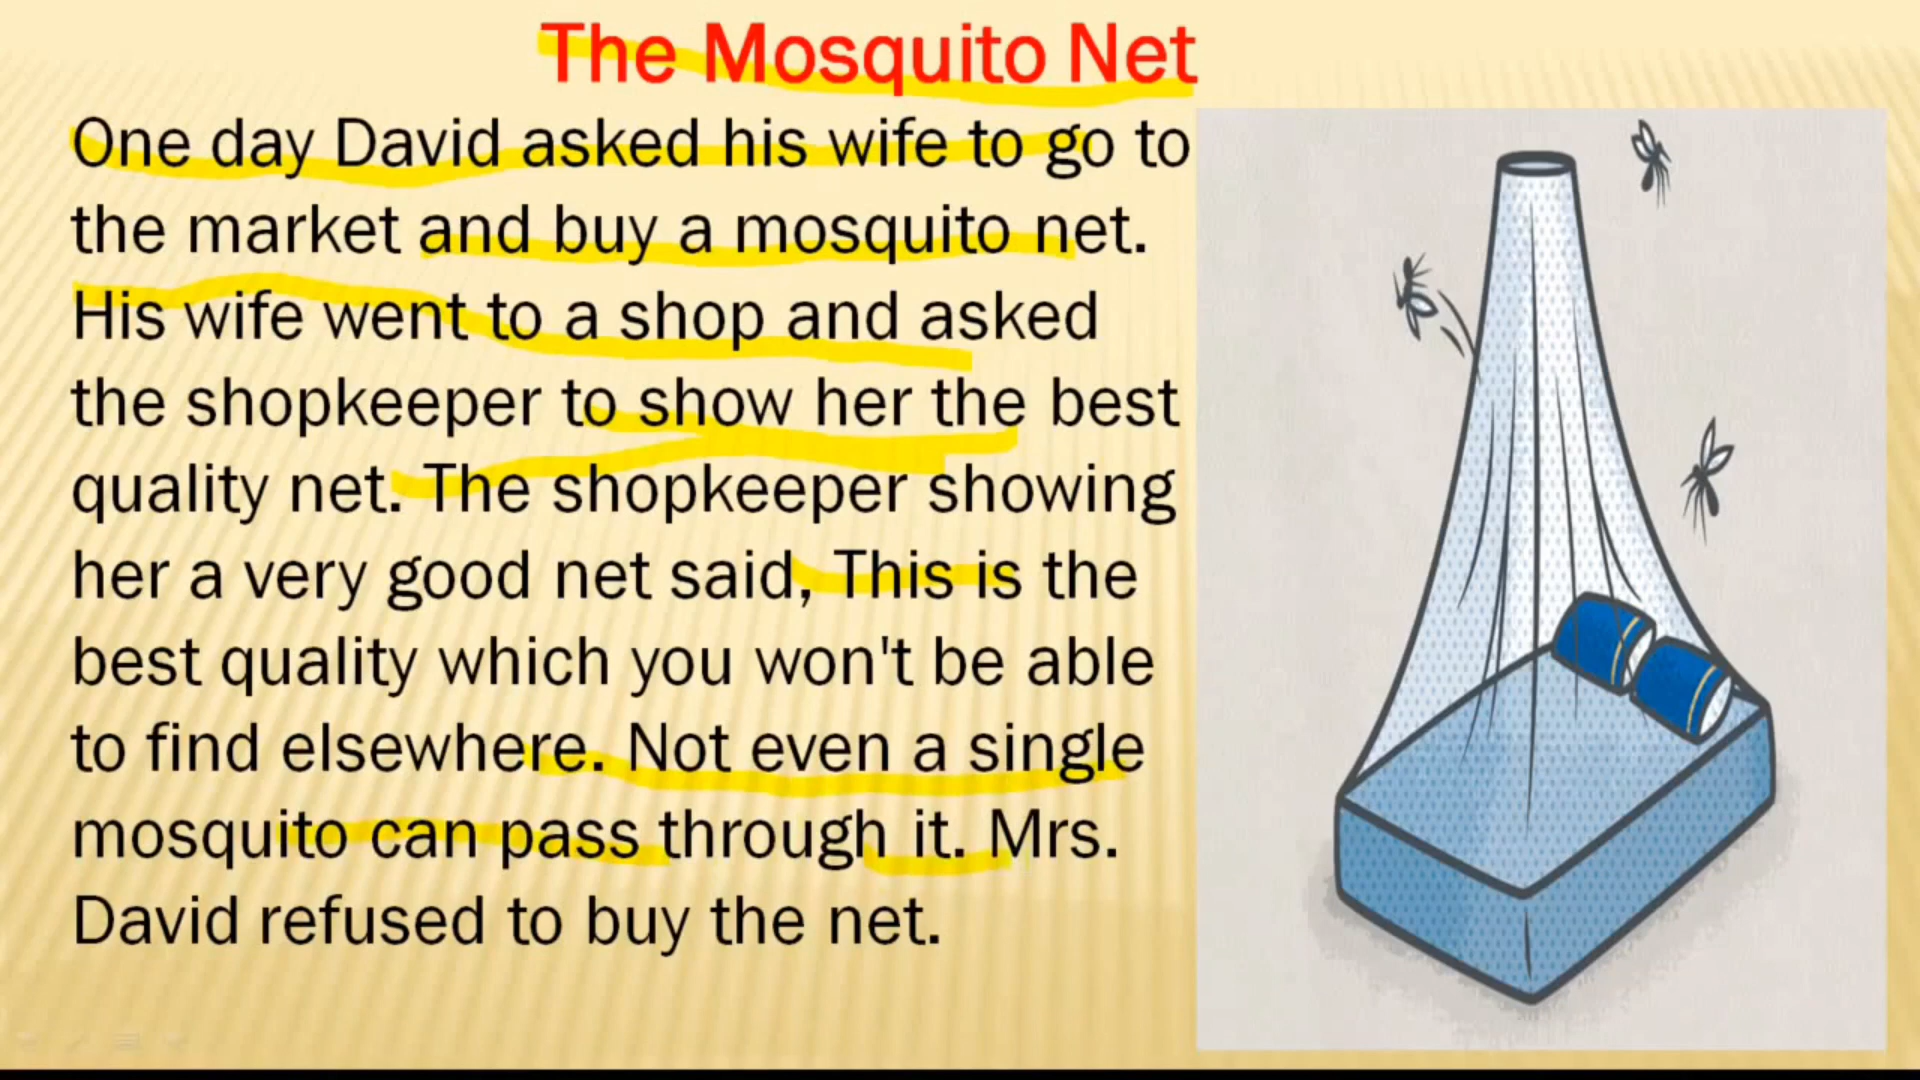 The Mosquito Net
One day David asked his wife to go to
the market and buy a mosquito net.
His wife went to a shop and asked
the shopkeeper to show her the best
quality net. The shopkeeper showing
her a very good net said, This is the
best quality which you won't be able
to find elsewhere. Not even a single
mosquito can pass through it. Mrs.
David refused to buy the net.